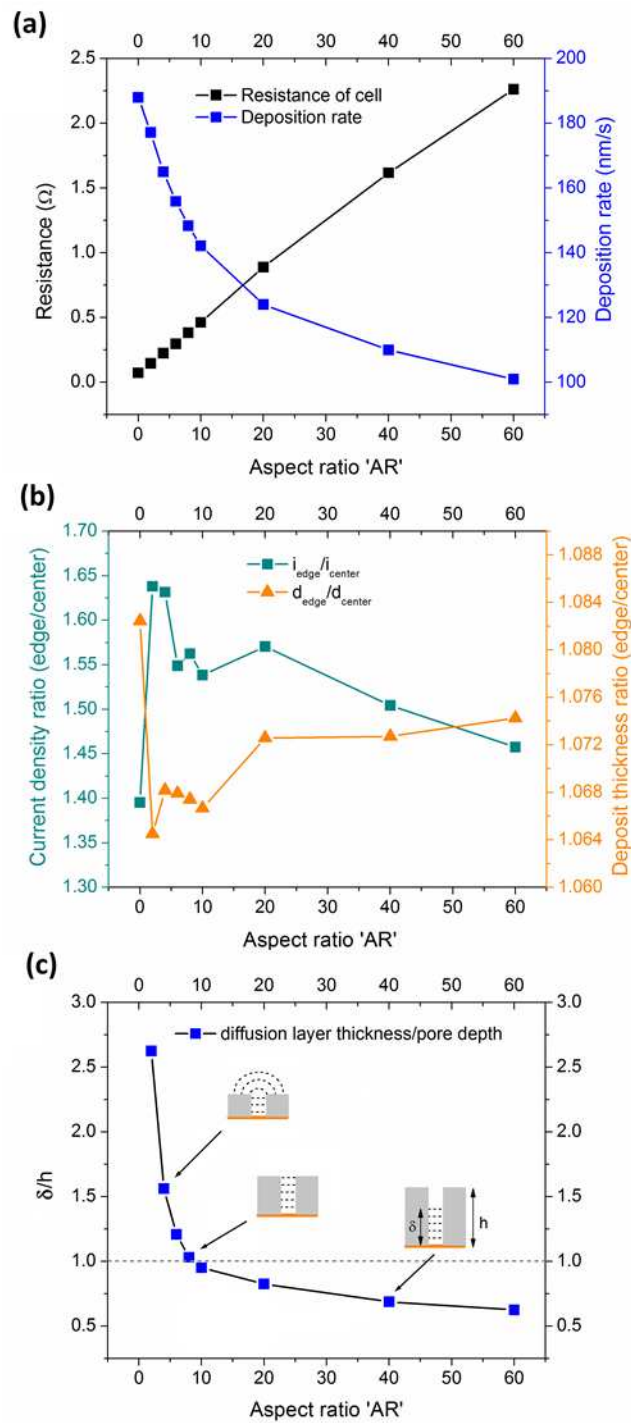 (a)
0 10 20 30 40 50 60
2.5 200
2.0 180
1.5 160
1.0 140
0.5 120
0.0 100
Resistance of cell
Deposition rate
Resistance (Ω)
Deposition rate (nm/s)
0 10 20 30 40 50 60
Aspect ratio 'AR'
(b)
0 10 20 30 40 50 60
1.70
1.65
1.60
1.55
1.50
1.45
1.40
1.35
1.30
1.088
1.084
1.080
1.076
1.072
1.068
1.064
1.060
i_edge/i_center
d_edge/d_center
Current density ratio (edge/center)
Deposit thickness ratio (edge/center)
0 10 20 30 40 50 60
Aspect ratio 'AR'
(c)
0 10 20 30 40 50 60
3.0 3.0
2.5 2.5
2.0 2.0
1.5 1.5
1.0 1.0
0.5 0.5
diffusion layer thickness/pore depth
δ/h
δ h
0 10 20 30 40 50 60
Aspect ratio 'AR'